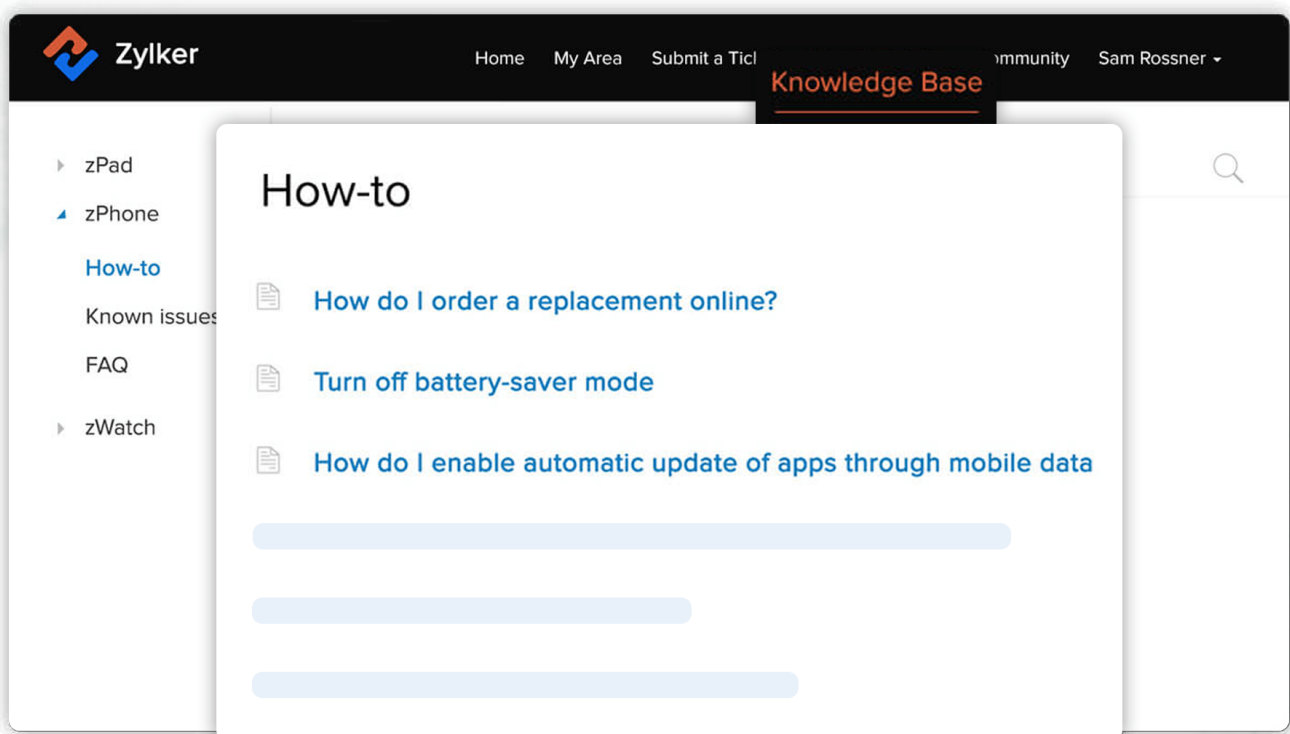 Zylker
Home My Area Submit a Knowledge Base Sam Rossner
zPad
zPhone
How-to
Known issues
FAQ
zWatch
How-to
How do I order a replacement online?
Turn off battery-saver mode
How do I enable automatic update of apps through mobile data